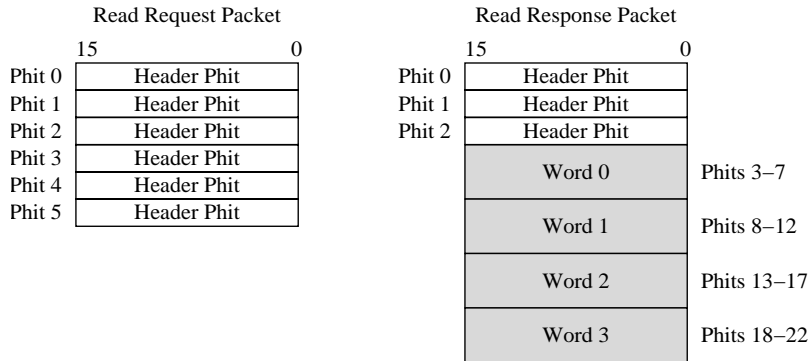 Read Request Packet
15 0
Phit 0 Header Phit
Phit 1 Header Phit
Phit 2 Header Phit
Phit 3 Header Phit
Phit 4 Header Phit
Phit 5 Header Phit
Read Response Packet
15 0
Phit 0 Header Phit
Phit 1 Header Phit
Phit 2 Header Phit
Word 0 Phits 3–7
Word 1 Phits 8–12
Word 2 Phits 13–17
Word 3 Phits 18–22